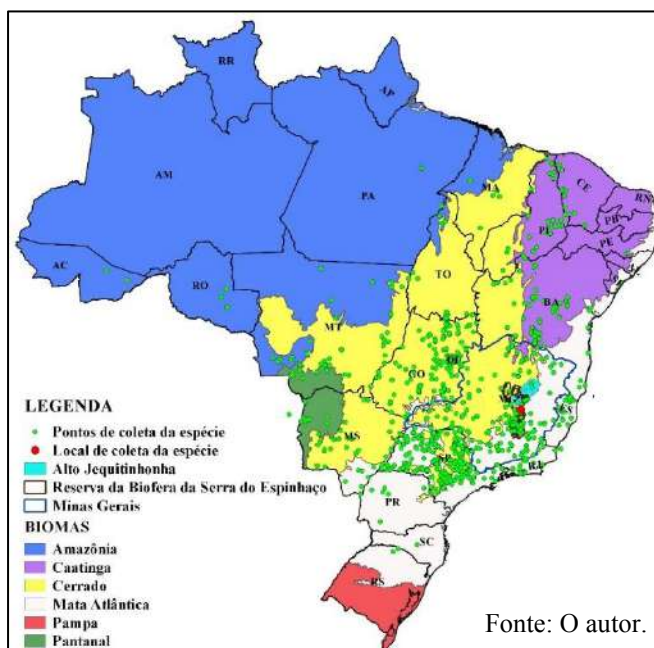 RR
AP
AM
PA
MA
CE
RN
PB
PE
PI
AC
RO
TO
BA
MT
DF
GO
MG
ES
MS
SP
RJ
PR
SC
RS
LEGENDA
Pontos de coleta da espécie
Local de coleta da espécie
Alto Jequitinhonha
Reserva da Biofera da Serra do Espinhaço
Minas Gerais
BIOMAS
Amazônia
Caatinga
Cerrado
Mata Atlântica
Pampa
Pantanal
Fonte: O autor.